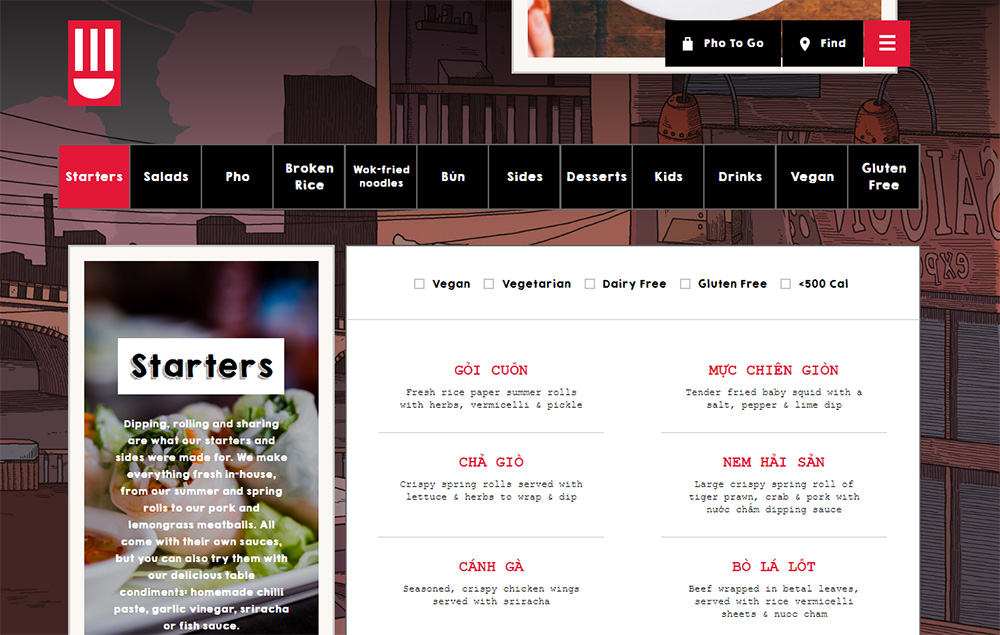 Pho To Go
Find
Starters
Salads
Pho
Broken
Rice
Wok-fried
noodles
Bún
Sides
Desserts
Kids
Drinks
Vegan
Gluten
Free
Vegan
Vegetarian
Dairy Free
Gluten Free
<500 Cal
Starters
Dipping, rolling and sharing
are what our starters and
sides were made for. We make
everything fresh in-house,
from our summer and spring
rolls to our pork and
lemongrass meatballs. All
come with their own sauces,
but you can also try them with
our delicious table
condiments: homemade chilli
paste, garlic vinegar, sriracha
or fish sauce.
GỎI CUỐN
Fresh rice paper summer rolls
with herbs, vermicelli & pickle
MỰC CHIÊN GIÒN
Tender fried baby squid with a
salt, pepper & lime dip
CHẢ GIÒ
Crispy spring rolls served with
lettuce & herbs to wrap & dip
NEM HẢI SẢN
Large crispy spring roll of
tiger prawn, crab & pork with
nước chấm dipping sauce
CÁNH GÀ
Seasoned, crispy chicken wings
served with sriracha
BÒ LÁ LỐT
Beef wrapped in betal leaves,
served with rice vermicelli
sheets & nuoc cham
SAIGON